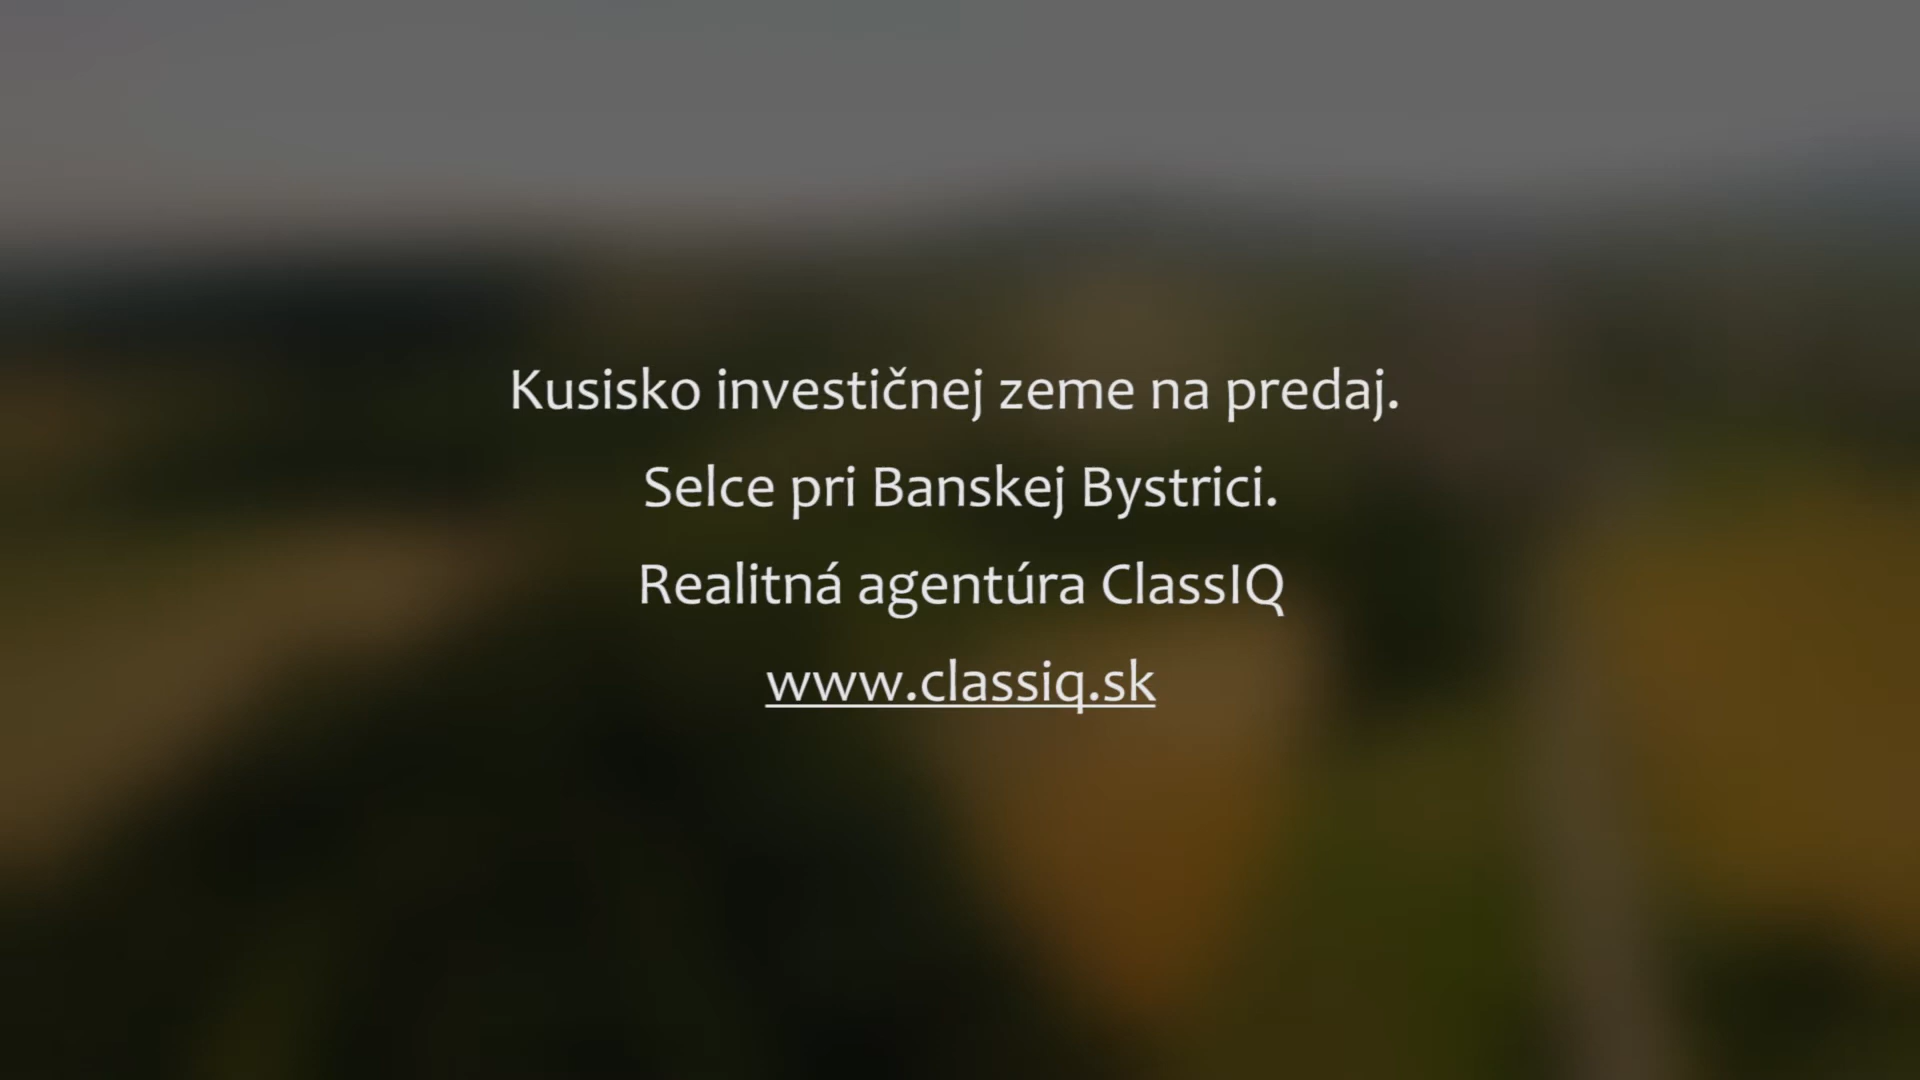 Kusisko investičnej zeme na predaj.
Selce pri Banskej Bystrici.
Realitná agentúra ClassIQ
www.classiq.sk